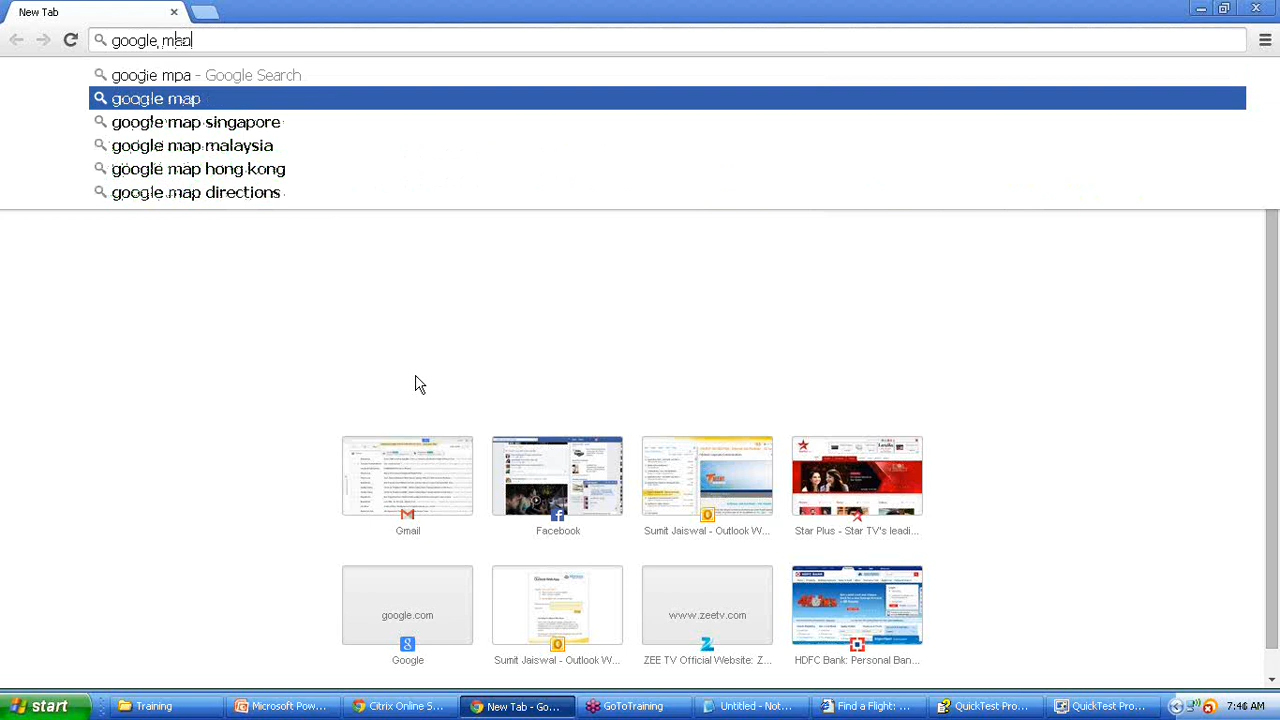 New Tab
google map
google mpa - Google Search
google map
google map singapore
google map malaysia
google map hong kong
google map directions
Gmail
Facebook
Sumit Jaiswal - Outlook W...
Star Plus - Star TV's leadi...
google.com
www.zeetv.com
Google
Sumit Jaiswal - Outlook W...
ZEE TV Official Website: Z...
HDFC Bank: Personal Ban...
start
Training
Microsoft Pow...
Citrix Online S...
New Tab - Go...
GoToTraining
Untitled - Not...
Find a Flight: ...
QuickTest Pro...
QuickTest Pro...
7:46 AM